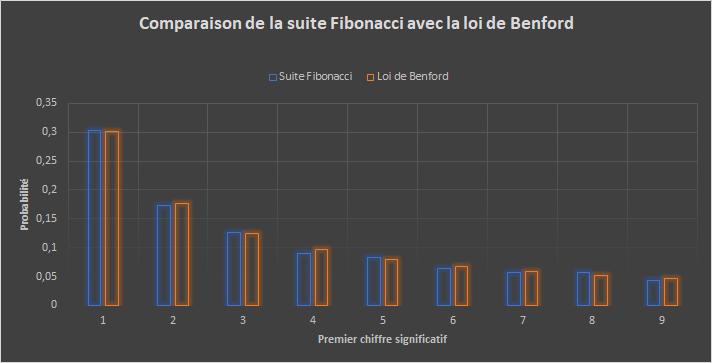 Comparaison de la suite Fibonacci avec la loi de Benford
Suite Fibonacci Loi de Benford
0,35
0,3
0,25
0,2
0,15
0,1
0,05
0
Probabilité
1 2 3 4 5 6 7 8 9
Premier chiffre significatif